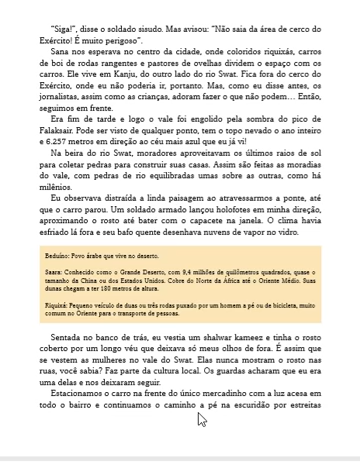 "Siga!", disse o soldado sisudo. Mas avisou: "Não saia da área de cerco do
Exército! É muito perigoso".
Sana nos esperava no centro da cidade, onde coloridos riquixás, carros
de boi de rodas rangentes e pastores de ovelhas dividem o espaço com os
carros. Ele vive em Kanju, do outro lado do rio Swat. Fica fora do cerco do
Exército, onde eu não poderia ir, portanto. Mas, como eu disse antes, os
jornalistas, assim como as crianças, adoram fazer o que não podem... Então,
seguimos em frente.
Era fim de tarde e logo o vale foi engolido pela sombra do pico de
Falaksair. Pode ser visto de qualquer ponto, tem o topo nevado o ano inteiro
e 6.257 metros em direção ao céu mais azul que eu já vi!
Na beira do rio Swat, moradores aproveitavam os últimos raios de sol
para coletar pedras para construir suas casas. Assim são feitas as moradias
do vale, com pedras de rio equilibradas umas sobre as outras, como há
milênios.
Eu observava distraída a linda paisagem ao atravessarmos a ponte, até
que o carro parou. Um soldado armado lançou holofotes em minha direção,
aproximando o rosto até bater com o capacete na janela. O clima havia
esfriado lá fora e seu bafo quente desenhava nuvens de vapor no vidro.
Beduíno: Povo árabe que vive no deserto.
Saara: Conhecido como o Grande Deserto, com 9,4 milhões de quilômetros quadrados, quase o
tamanho da China ou dos Estados Unidos. Cobre do Norte da África até o Oriente Médio. Suas
dunas chegam a ter 180 metros de altura.
Riquixá: Pequeno veículo de duas ou três rodas puxado por um homem a pé ou de bicicleta, muito
comum no Oriente para o transporte de pessoas.
Sentada no banco de trás, eu vestia um shalwar kameez e tinha o rosto
coberto por um longo véu que deixava só meus olhos de fora. É assim que
se vestem as mulheres no vale do Swat. Elas nunca mostram o rosto nas
ruas, você sabia? Faz parte da cultura local. Os guardas acharam que eu era
uma delas e nos deixaram seguir.
Estacionamos o carro na frente do único mercadinho com a luz acesa em
todo o bairro e continuamos o caminho a pé na escuridão por estreitas